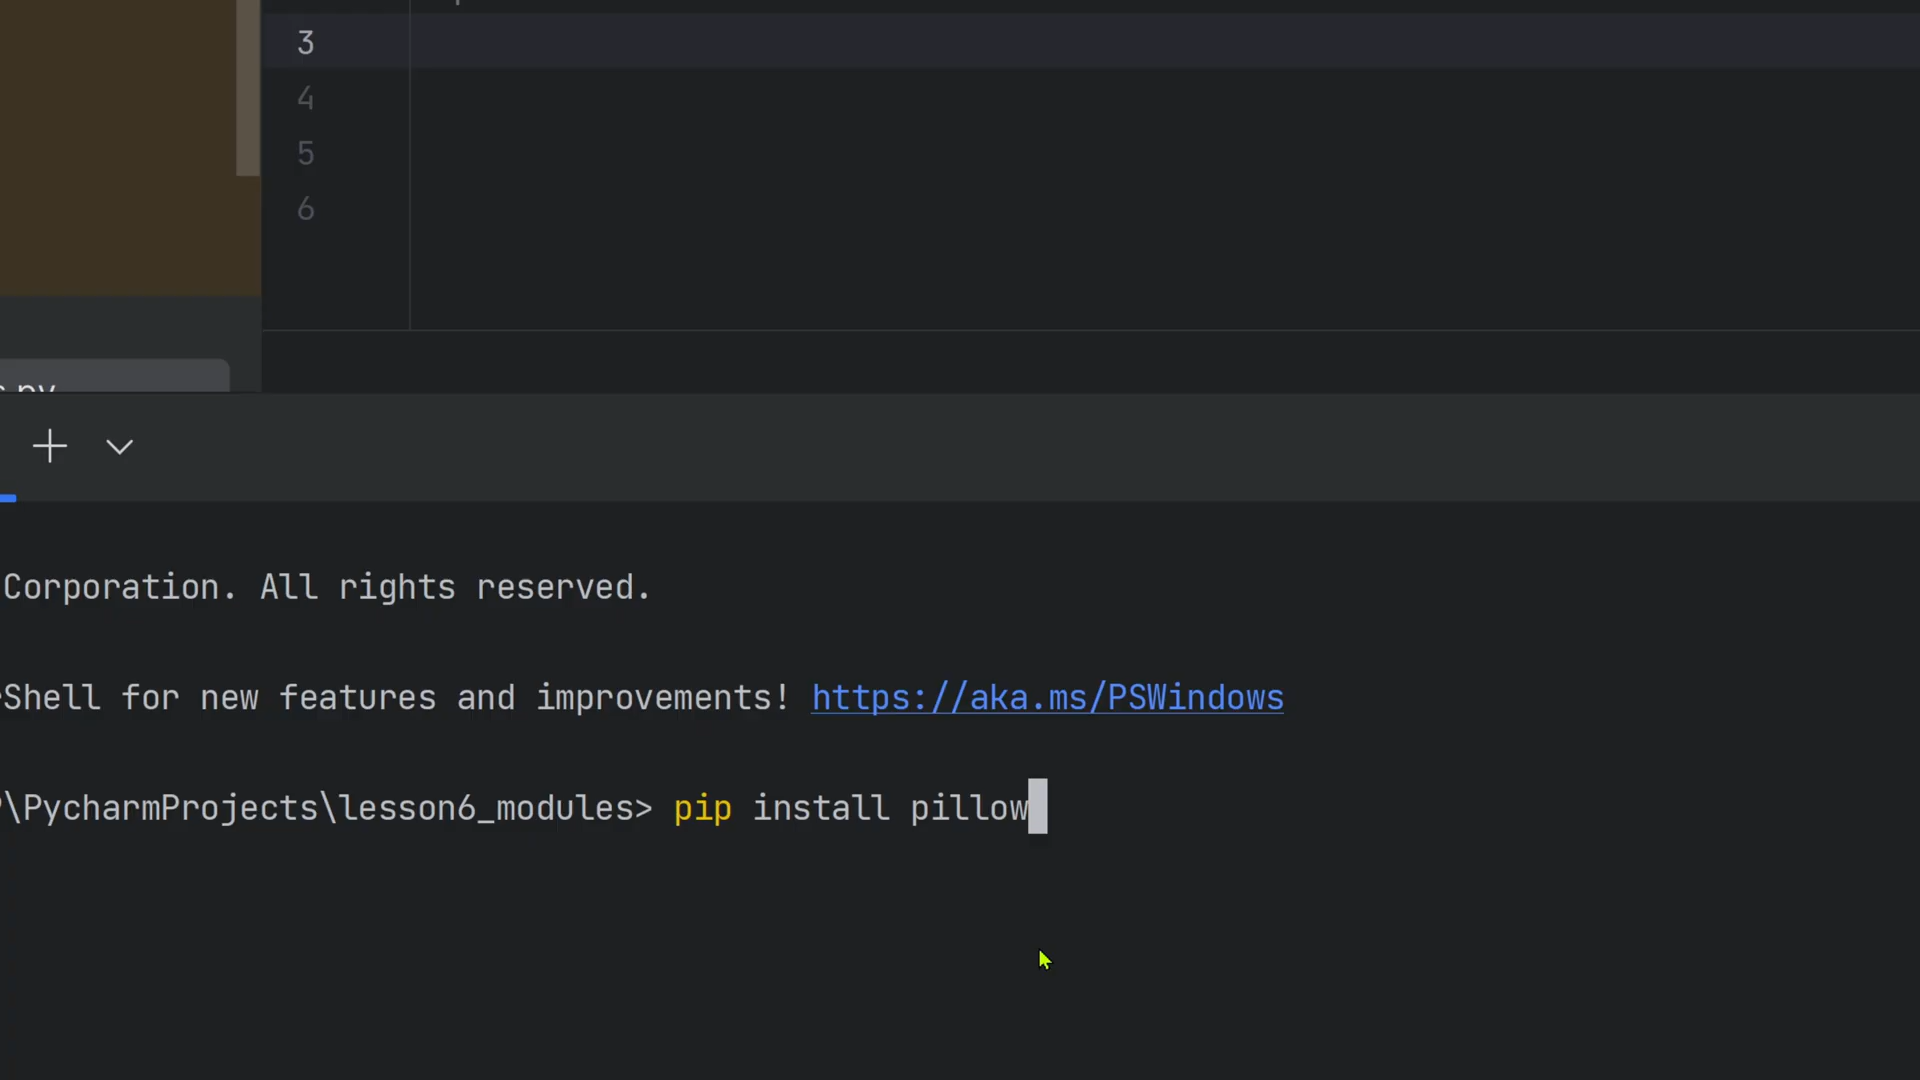 3
4
5
6
.py
Corporation. All rights reserved.
Shell for new features and improvements! https://aka.ms/PSWindows
\PycharmProjects\lesson6_modules> pip install pillow